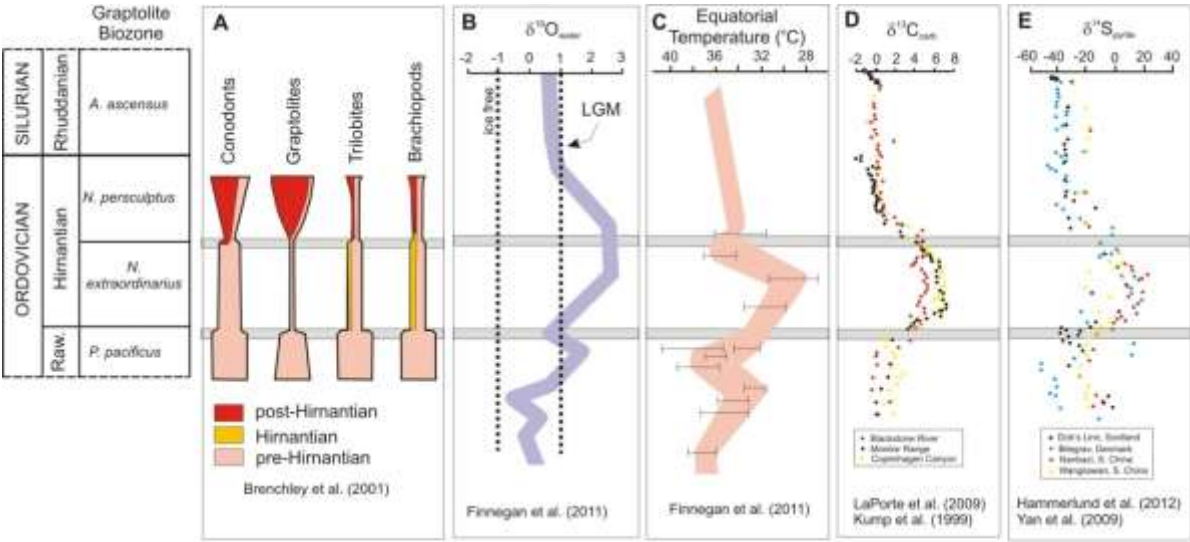 Graptolite
Biozone
SILURIAN
Rhuddanian
A. ascensus
ORDOVICIAN
Hirnantian
N. persculptus
N.
extraordinarius
Raw.
P. pacificus
A
Conodonts
Graptolites
Trilobites
Brachiopods
post-Hirnantian
Hirnantian
pre-Hirnantian
Brenchley et al. (2001)
B
δ18Owater
-2 -1 0 1 2 3
ice free
LGM
Finnegan et al. (2011)
C
Equatorial
Temperature (°C)
40 36 32 28
Finnegan et al. (2011)
D
δ13Ccarb
-2 0 2 4 6 8
Blackstone River
Monitor Range
Copenhagen Canyon
LaPorte et al. (2009)
Kump et al. (1999)
E
δ34Spyrite
-60 -40 -20 0 20 40
Dob's Linn, Scotland
Billegrav, Denmark
Nanbazi, S. China
Wangjiawan, S. China
Hammerlund et al. (2012)
Yan et al. (2009)